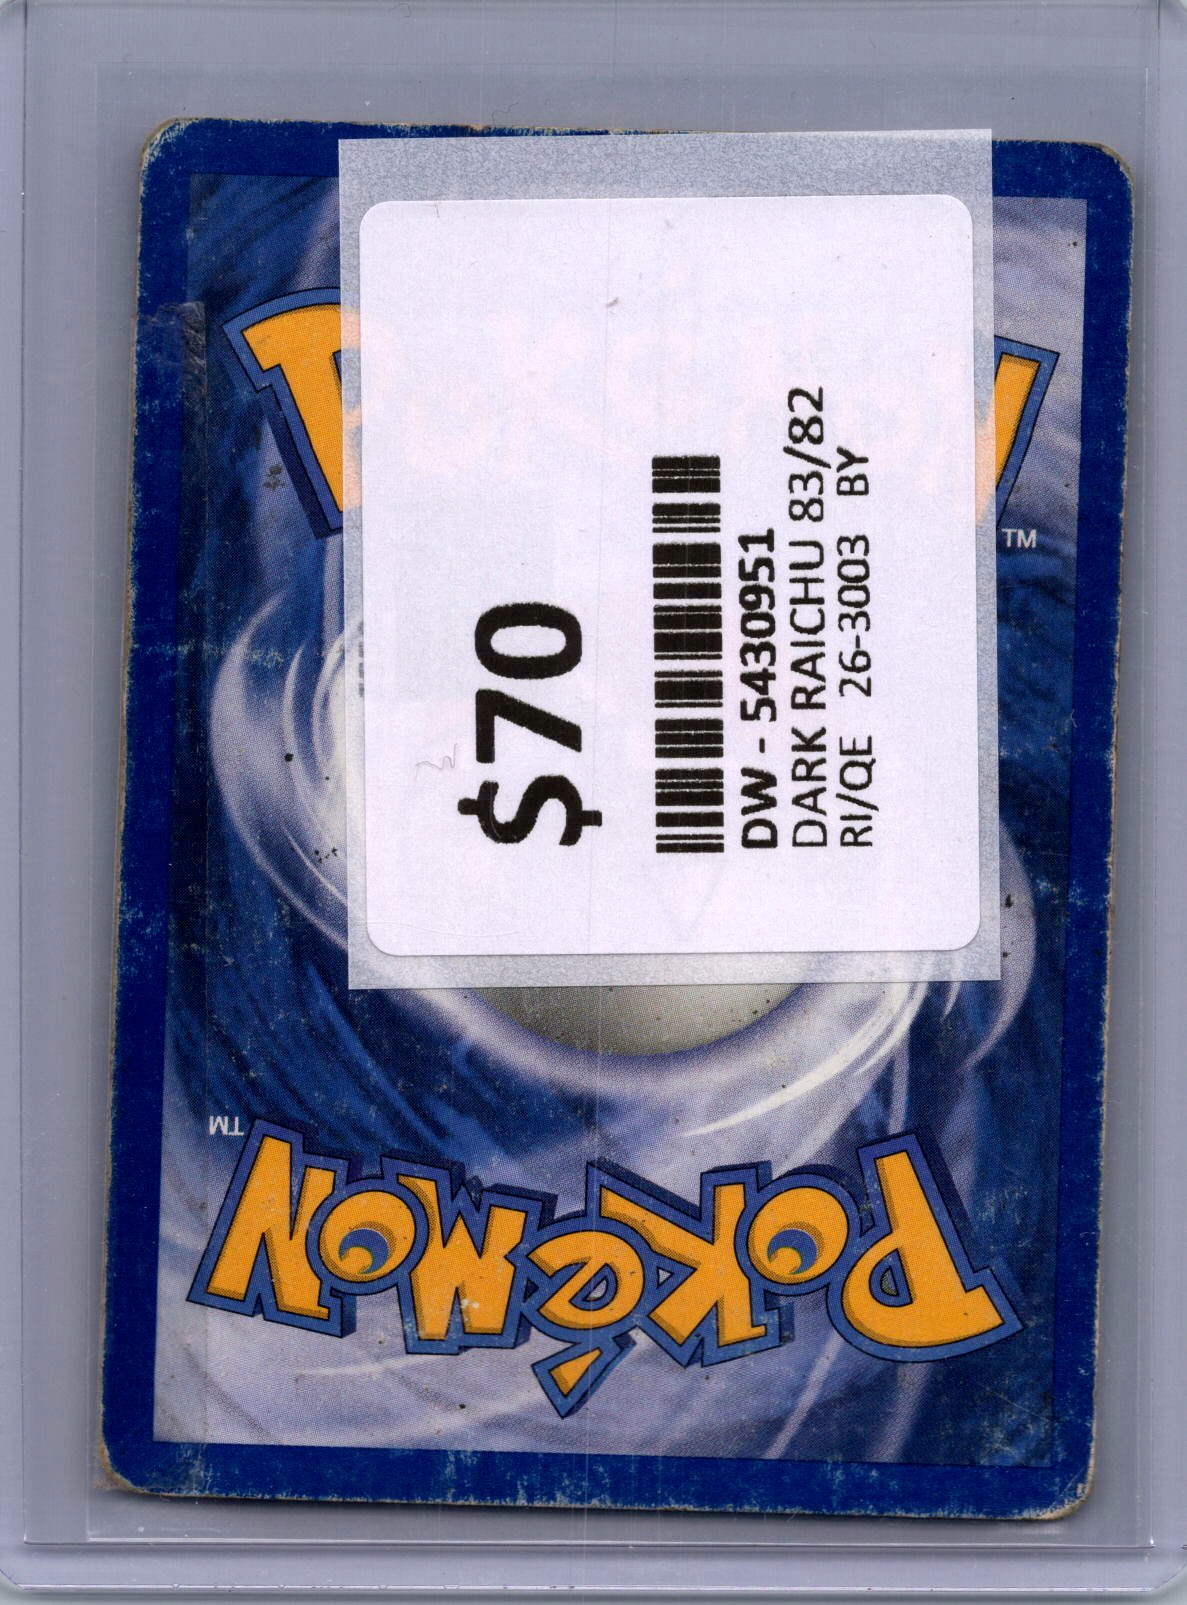 $70
DW - 5430951
DARK RAICHU 83/82
RI/QE 26-3003 BY
TM
TM
POKéMON